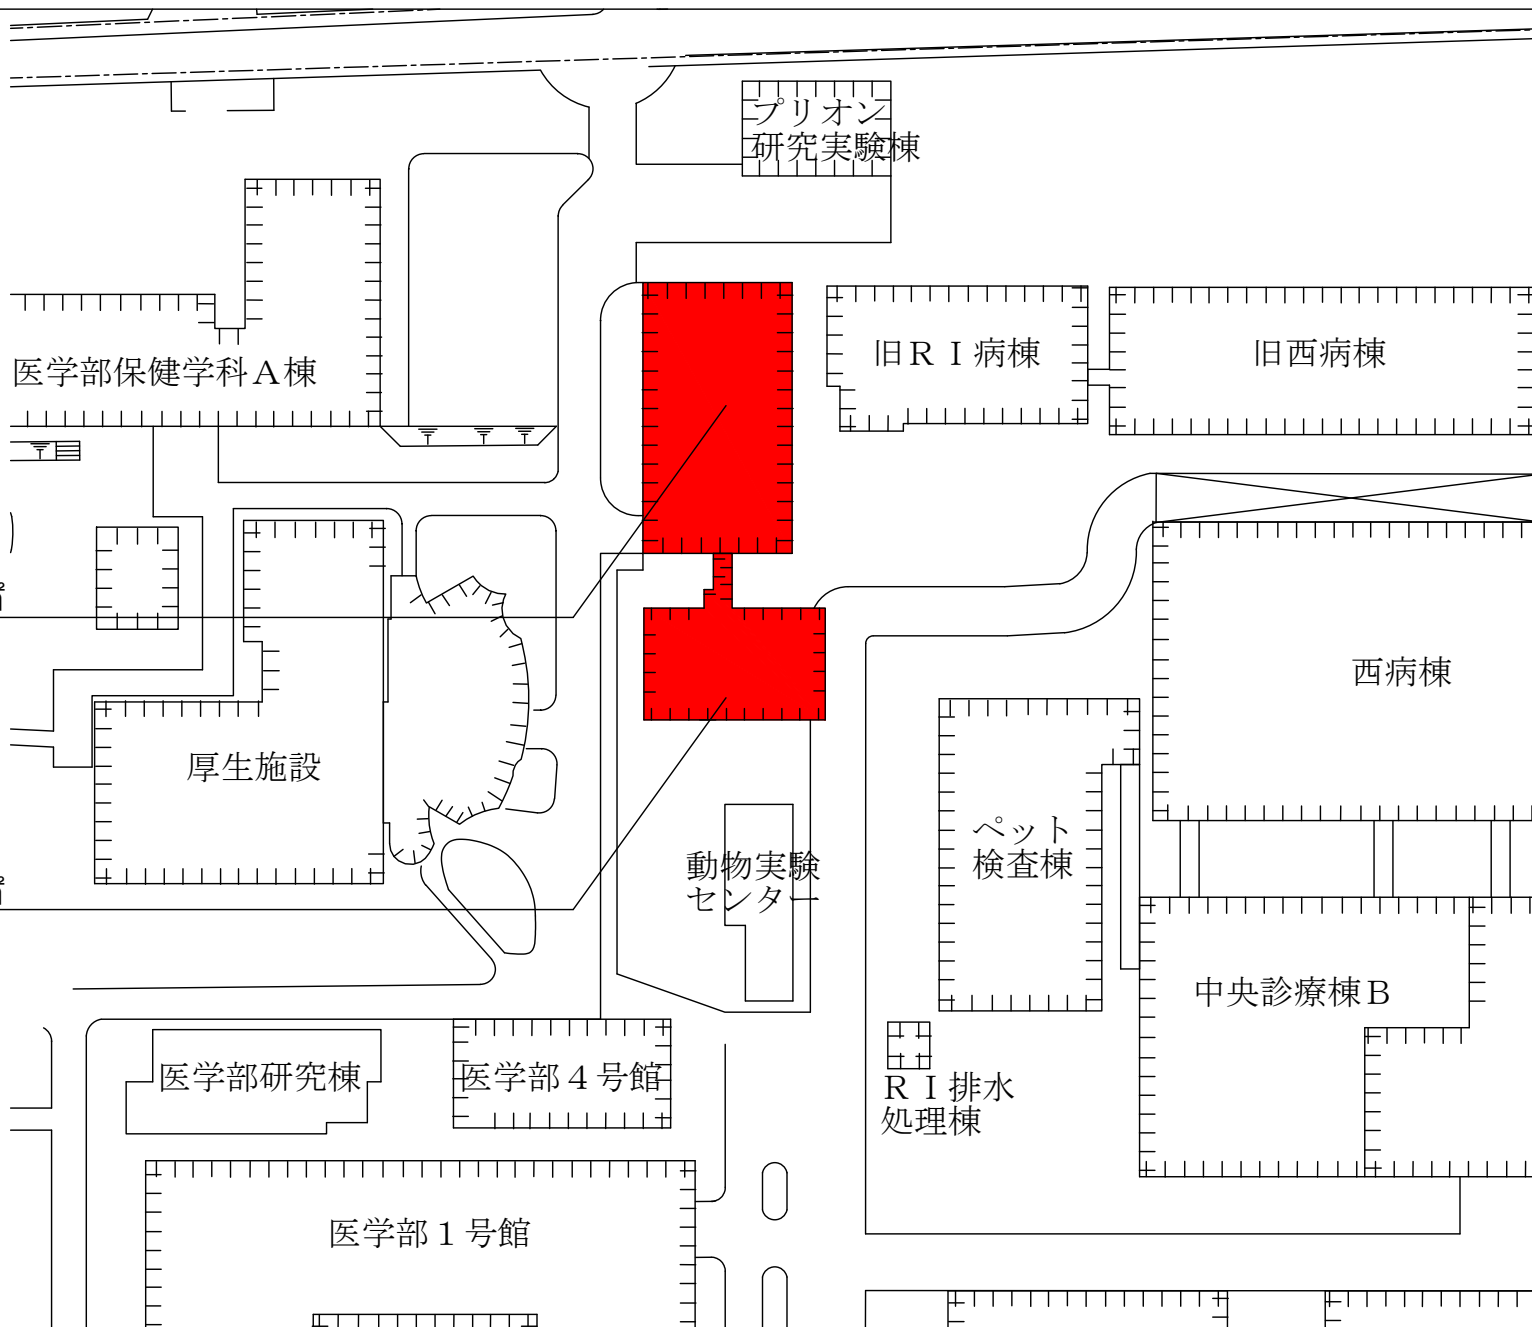 プリオン
研究実験棟
医学部保健学科Ａ棟
旧ＲＩ病棟
旧西病棟
西病棟
厚生施設
ペット
検査棟
動物実験
センター
中央診療棟Ｂ
医学部研究棟
医学部４号館
ＲＩ排水
処理棟
医学部１号館